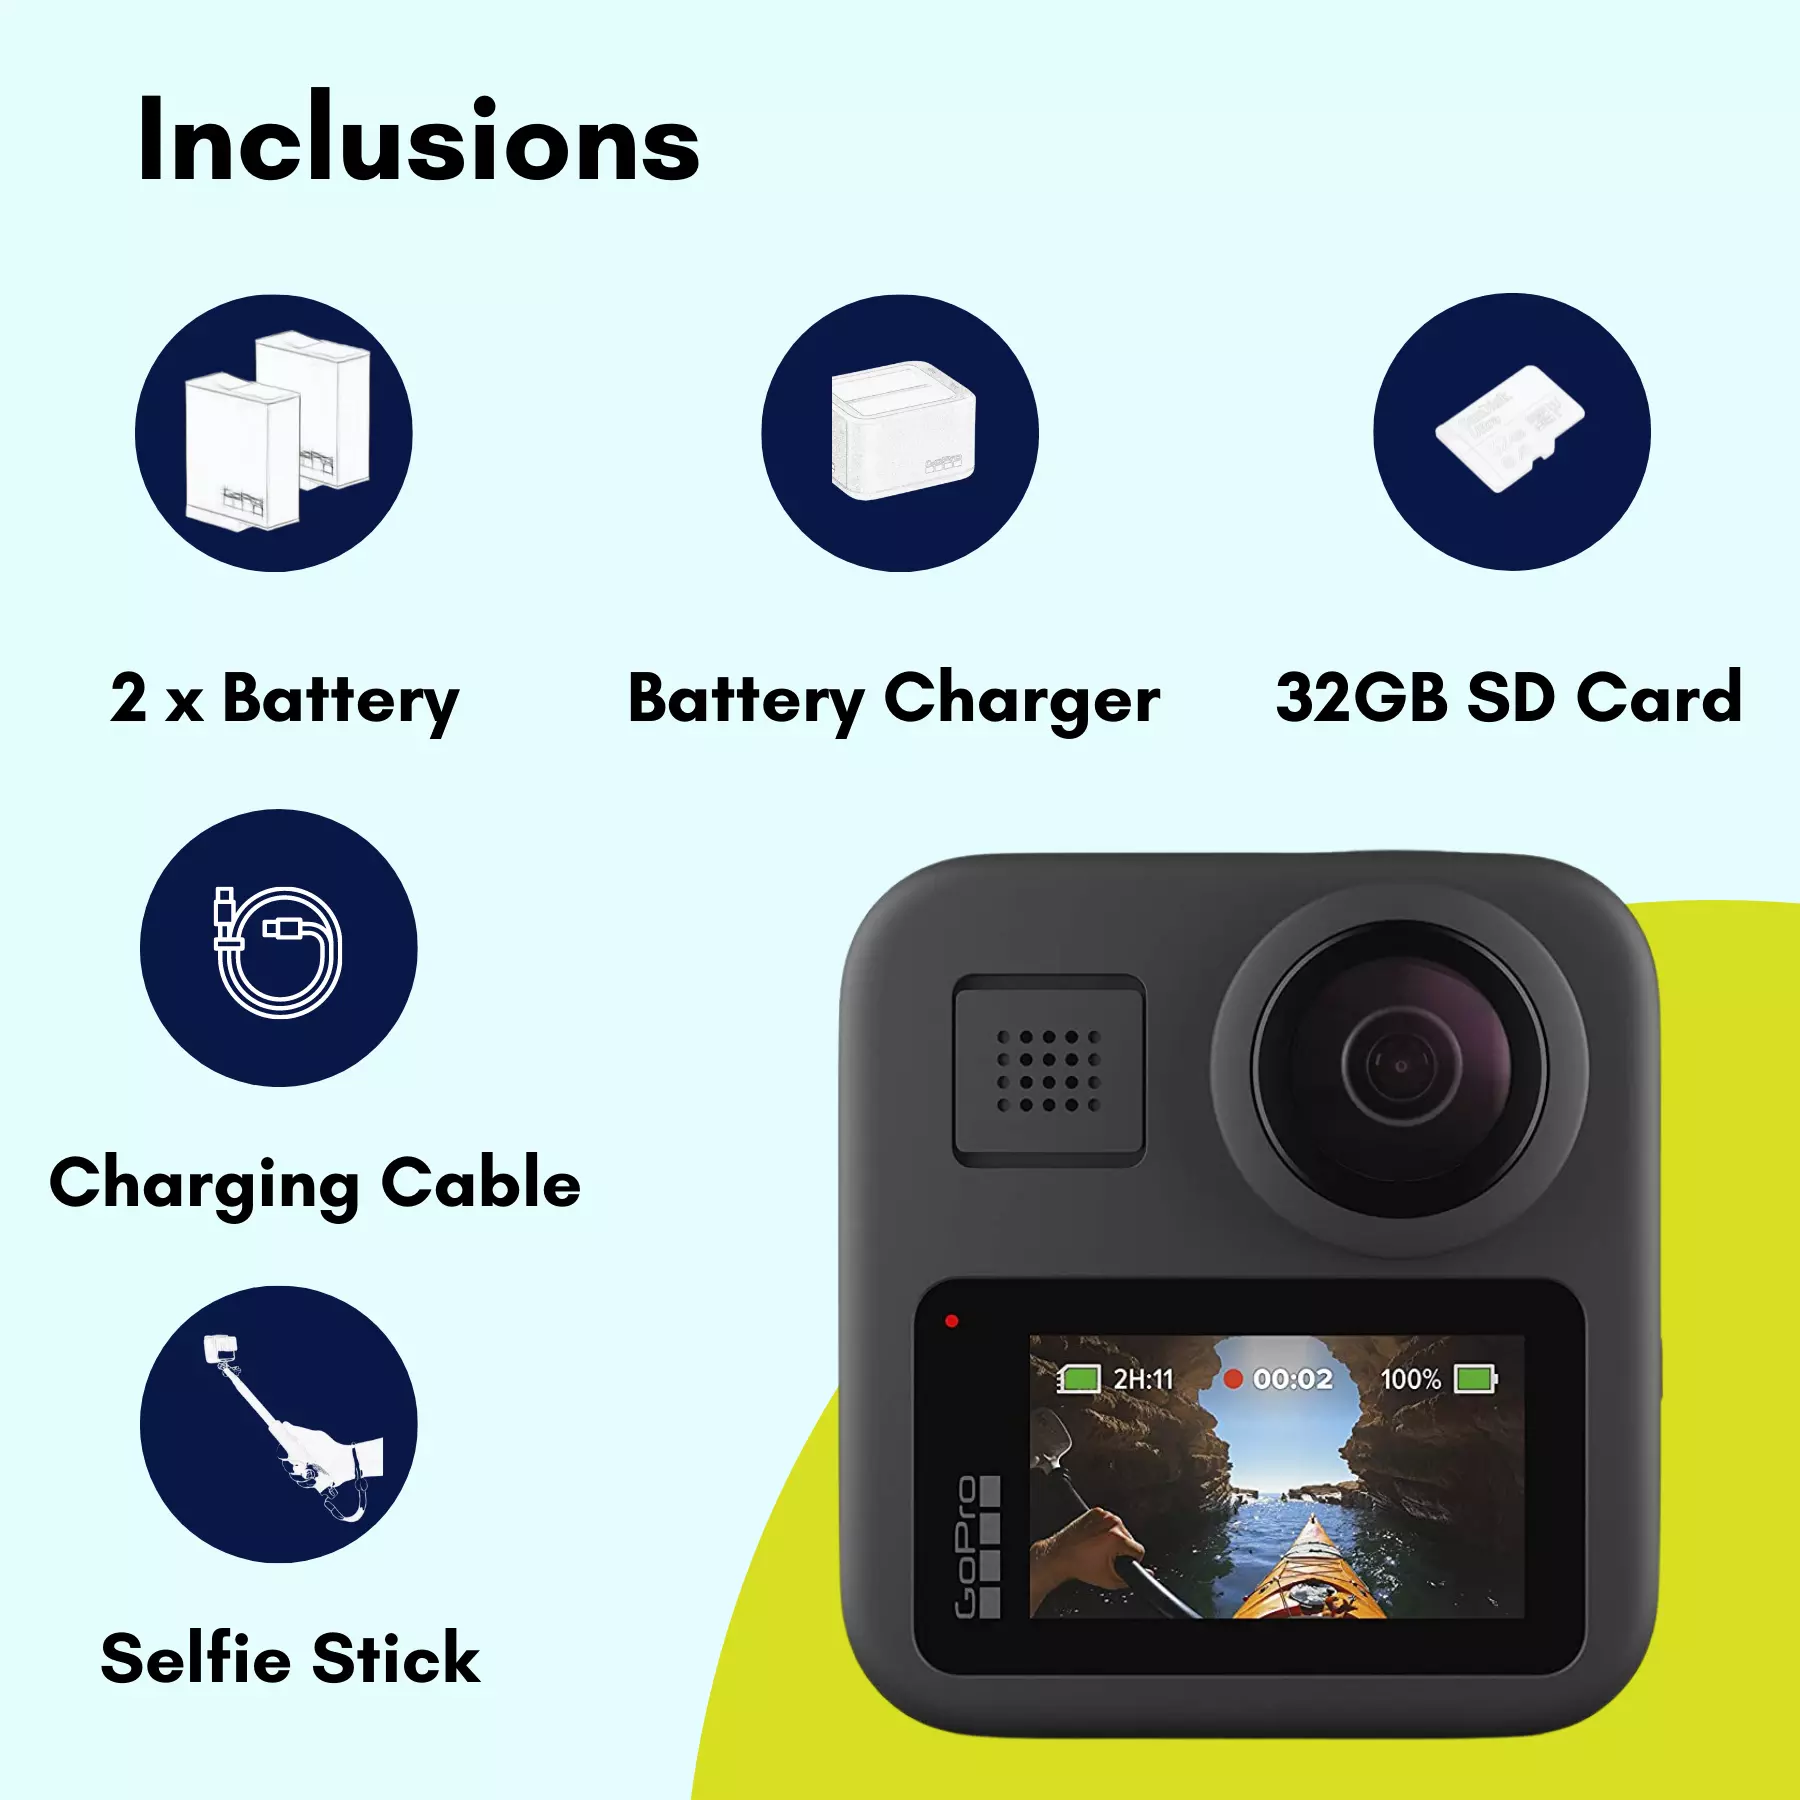 Inclusions
2 x Battery
Battery Charger
32GB SD Card
Charging Cable
Selfie Stick
2H:11
00:02
100%
GoPro